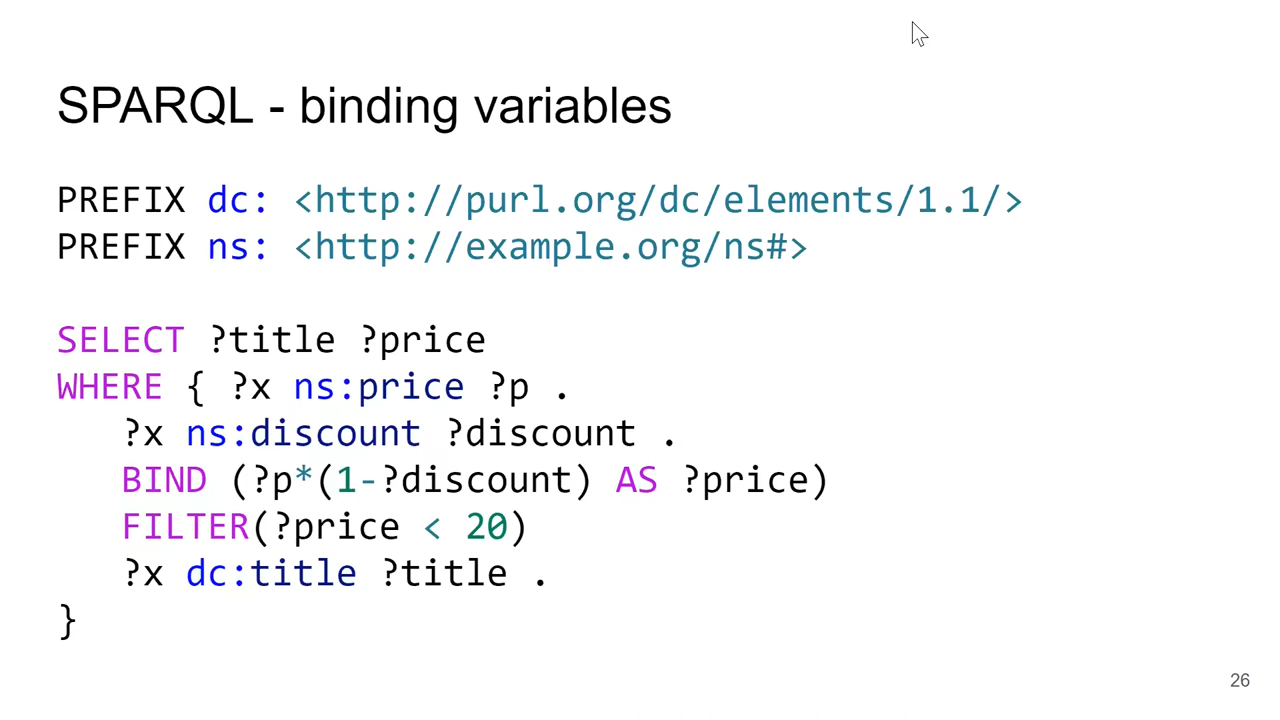 SPARQL - binding variables
PREFIX dc: <http://purl.org/dc/elements/1.1/>
PREFIX ns: <http://example.org/ns#>
SELECT ?title ?price
WHERE { ?x ns:price ?p .
?x ns:discount ?discount .
BIND (?p*(1-?discount) AS ?price)
FILTER(?price < 20)
?x dc:title ?title .
}
26